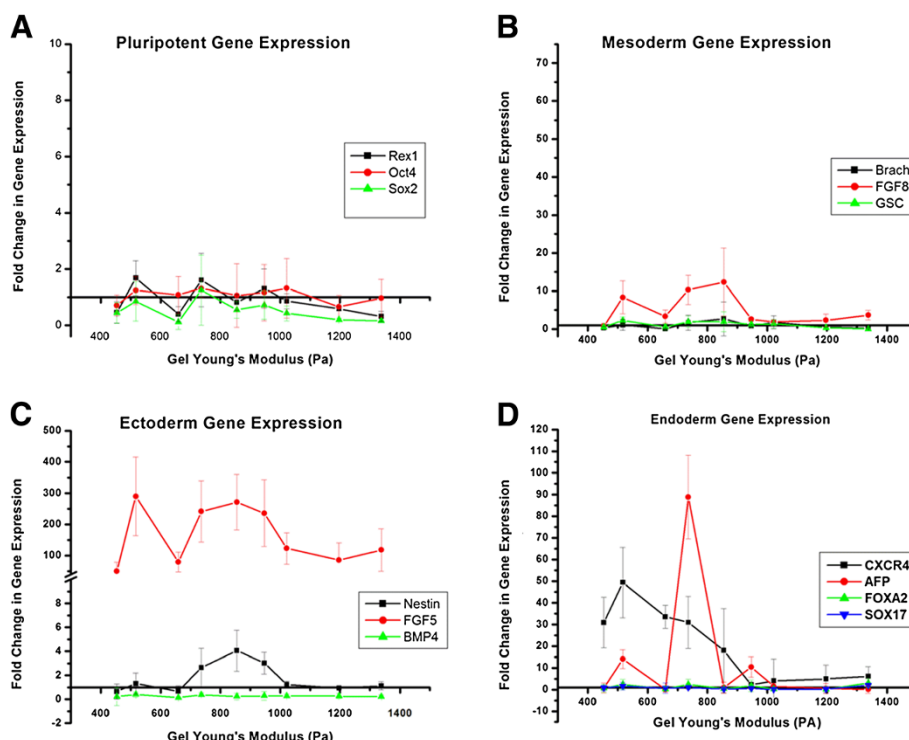 A
Pluripotent Gene Expression
Fold Change in Gene Expression
10
8
6
4
2
0
Rex1
Oct4
Sox2
400 600 800 1000 1200 1400
Gel Young's Modulus (Pa)
B
Mesoderm Gene Expression
Fold Change in Gene Expression
70
60
50
40
30
20
10
0
Brach
FGF8
GSC
400 600 800 1000 1200 1400
Gel Young's Modulus (Pa)
C
Ectoderm Gene Expression
Fold Change in Gene Expression
500
400
300
200
100
8
6
4
2
0
-2
Nestin
FGF5
BMP4
400 600 800 1000 1200 1400
Gel Young's Modulus (Pa)
D
Endoderm Gene Expression
Fold Change in Gene Expression
120
110
100
90
80
70
60
50
40
30
20
10
0
-10
CXCR4
AFP
FOXA2
SOX17
400 600 800 1000 1200 1400
Gel Young's Modulus (PA)